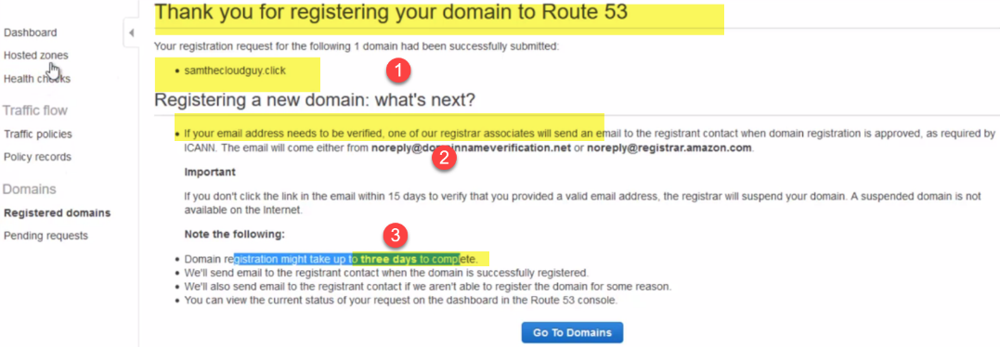 Dashboard
Hosted zones
Health checks
Traffic flow
Traffic policies
Policy records
Domains
Registered domains
Pending requests
Thank you for registering your domain to Route 53
Your registration request for the following 1 domain had been successfully submitted:
• samthecloudguy.click
1
Registering a new domain: what's next?
• If your email address needs to be verified, one of our registrar associates will send an email to the registrant contact when domain registration is approved, as required by
ICANN. The email will come either from noreply@domainnameverification.net or noreply@registrar.amazon.com.
2
Important
If you don't click the link in the email within 15 days to verify that you provided a valid email address, the registrar will suspend your domain. A suspended domain is not
available on the Internet.
Note the following:
3
• Domain registration might take up to three days to complete.
• We'll send email to the registrant contact when the domain is successfully registered.
• We'll also send email to the registrant contact if we aren't able to register the domain for some reason.
• You can view the current status of your request on the dashboard in the Route 53 console.
Go To Domains